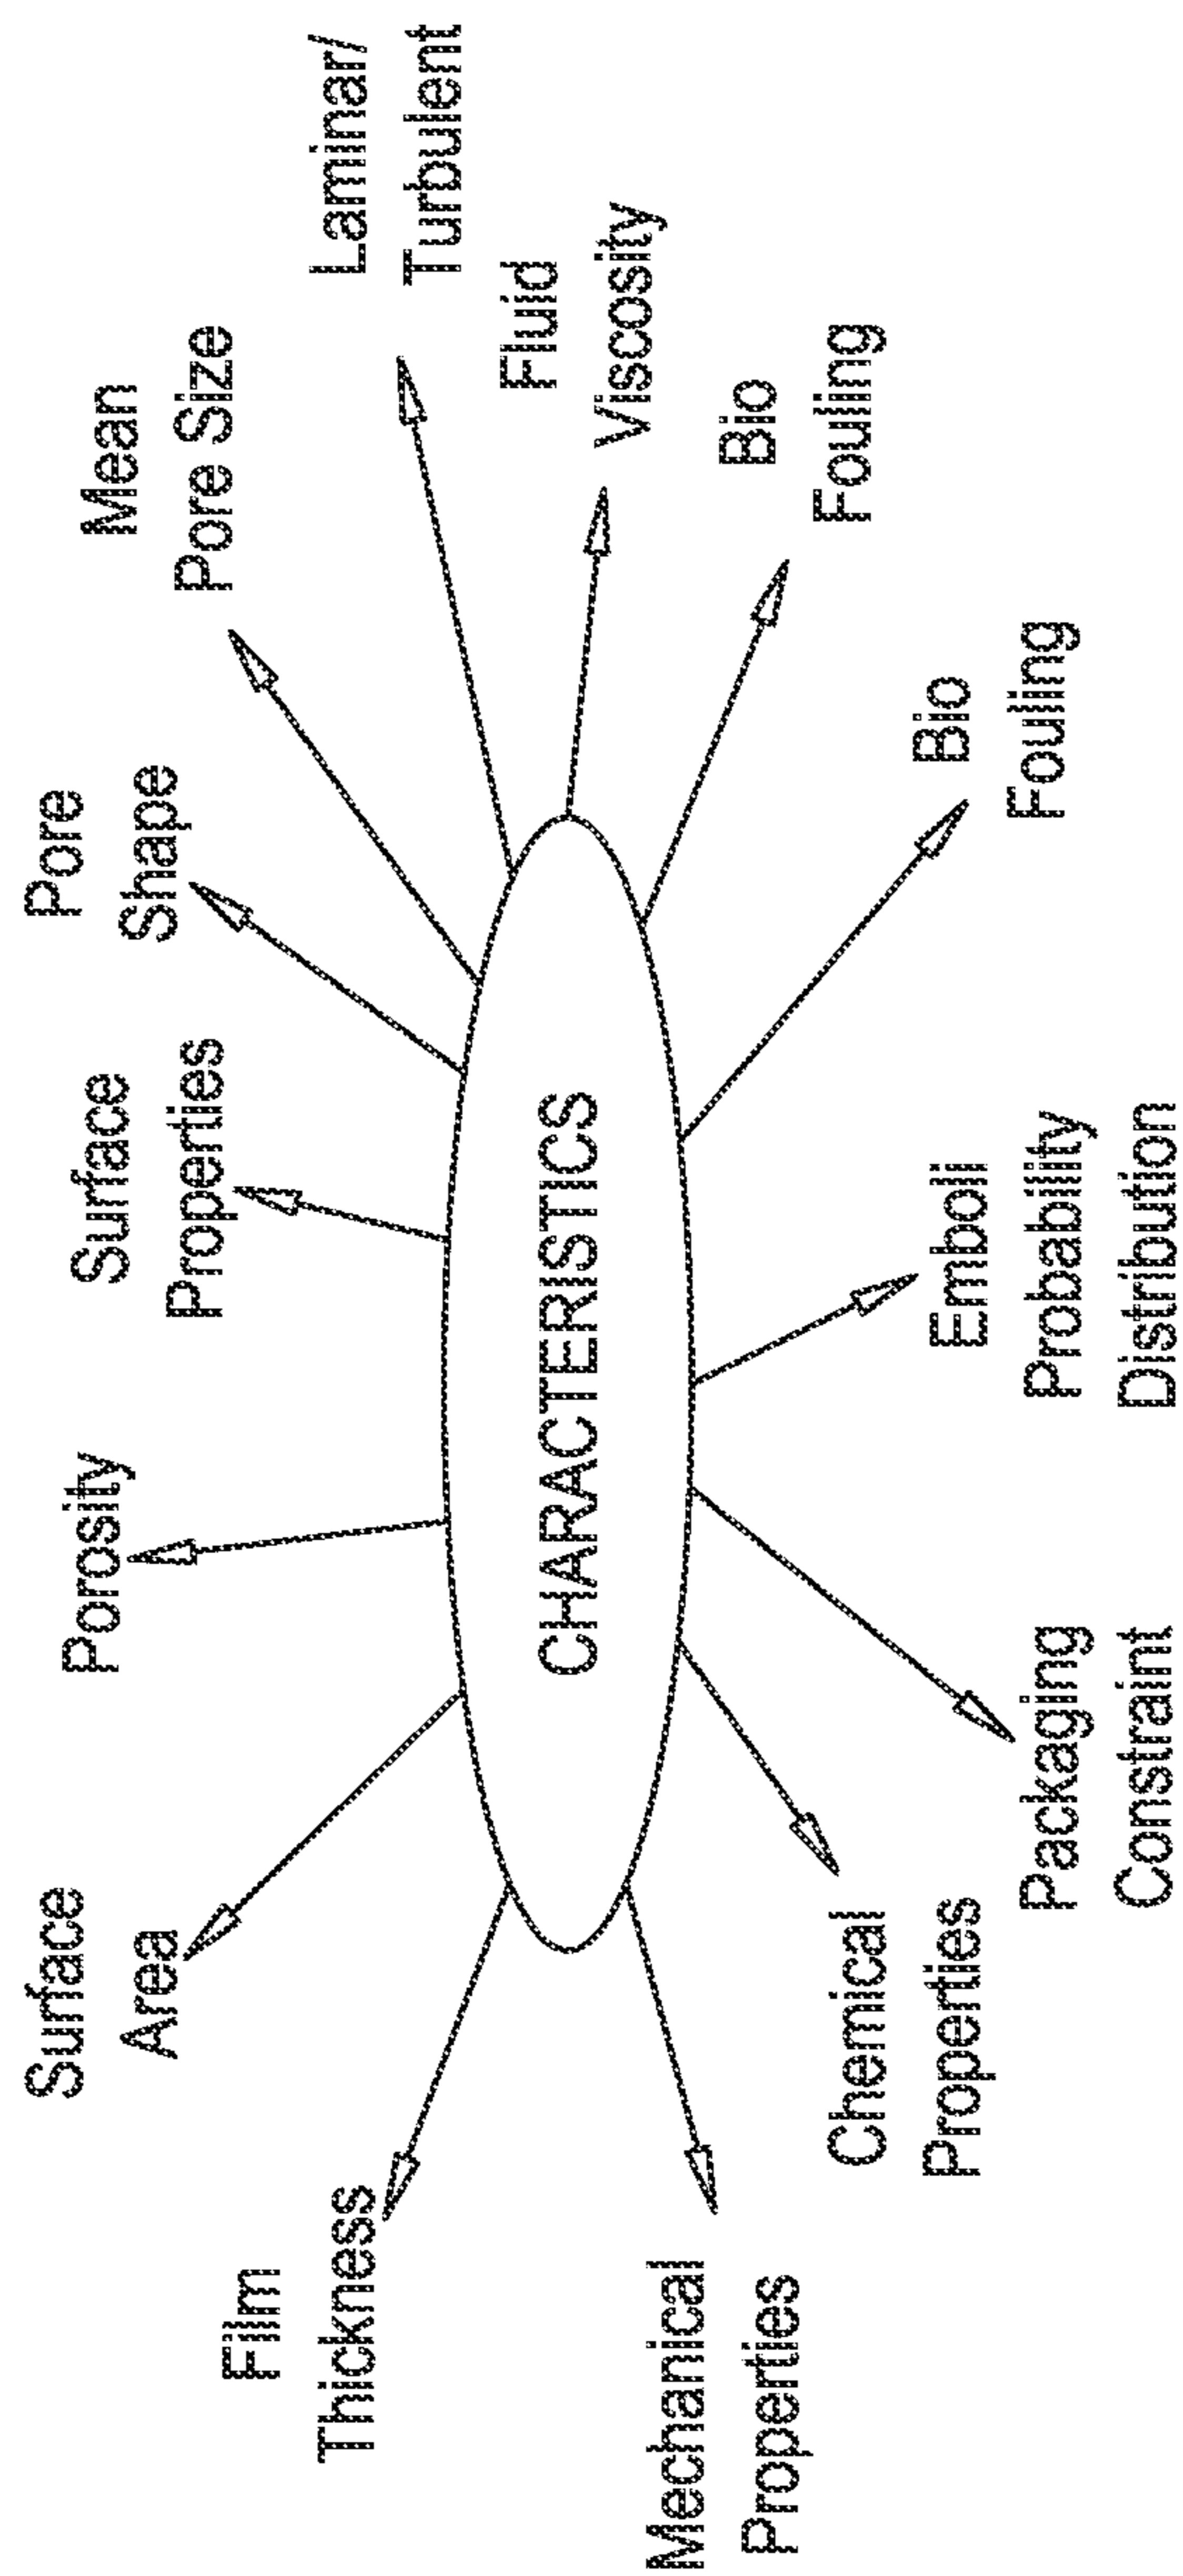 Film
Thickness
Surface
Area
Porosity
Surface
Properties
Pore
Shape
Mean
Pore Size
Laminar/
Turbulent
CHARACTERISTICS
Fluid
Viscosity
Bio
Fouling
Bio
Fouling
Emboli
Probability
Distribution
Packaging
Constraint
Chemical
Properties
Mechanical
Properties